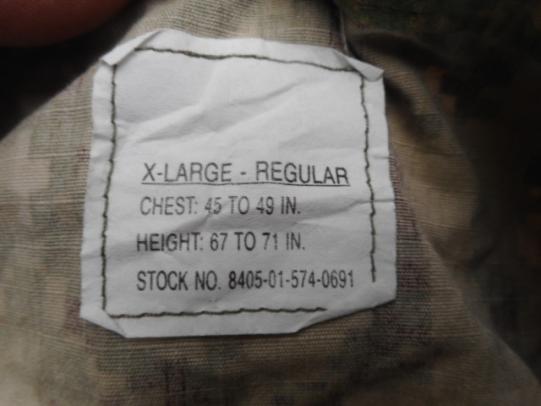 X-LARGE - REGULAR
CHEST: 45 TO 49 IN.
HEIGHT: 67 TO 71 IN.
STOCK NO. 8405-01-574-0691